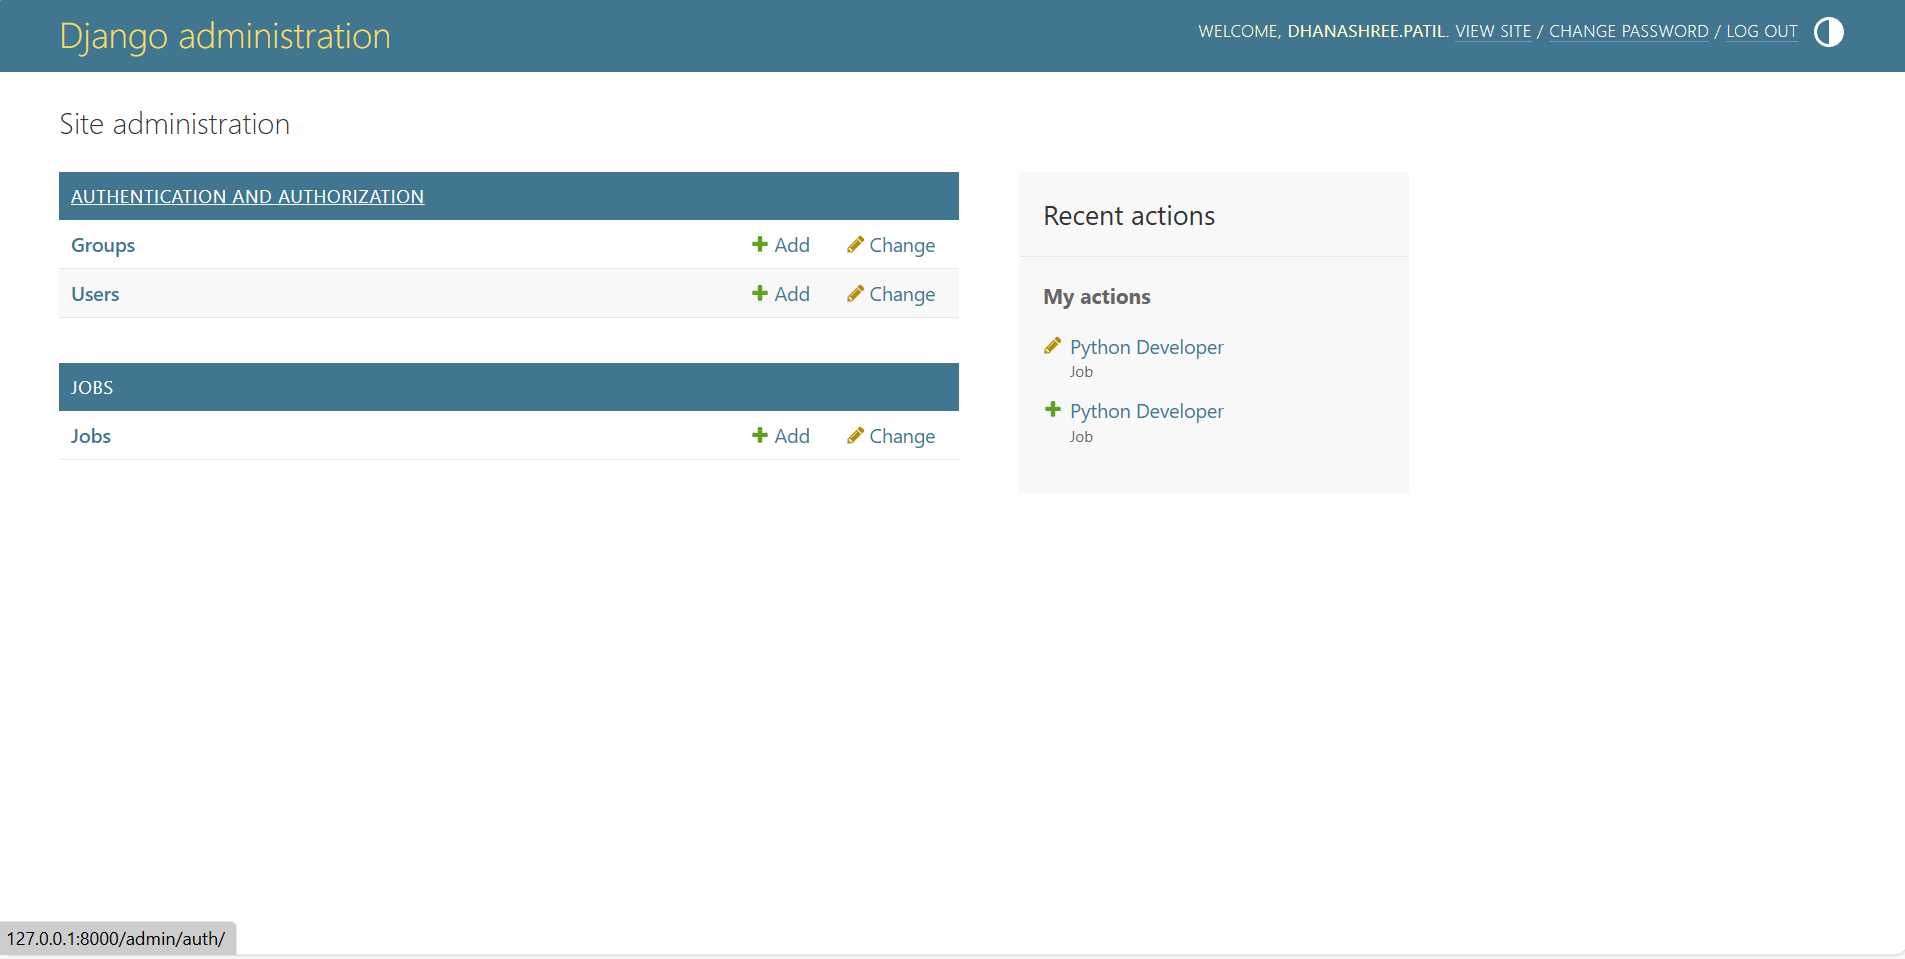 Django administration
WELCOME, DHANASHREE.PATIL. VIEW SITE / CHANGE PASSWORD / LOG OUT
Site administration
AUTHENTICATION AND AUTHORIZATION
Groups Add Change
Users Add Change
JOBS
Jobs Add Change
Recent actions
My actions
Python Developer
Job
Python Developer
Job
127.0.0.1:8000/admin/auth/